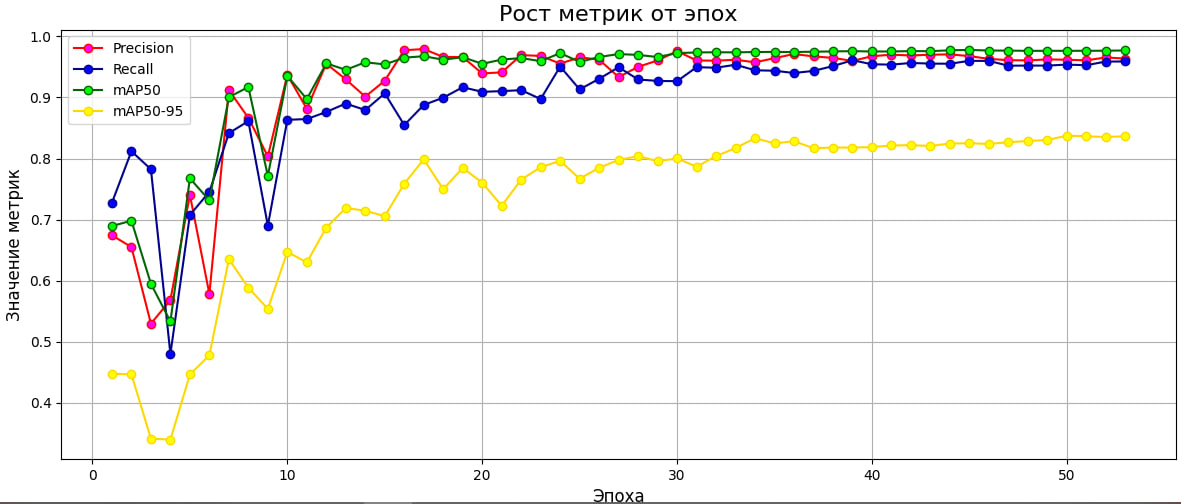 Рост метрик от эпох
Precision
Recall
mAP50
mAP50-95
Значение метрик
1.0
0.9
0.8
0.7
0.6
0.5
0.4
0 10 20 30 40 50
Эпоха